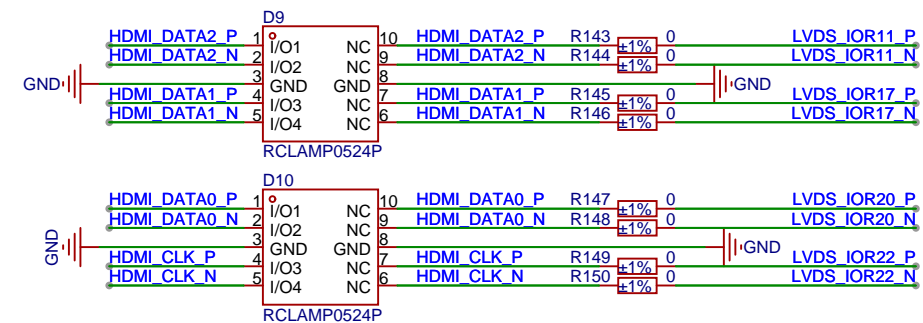 D9
HDMI_DATA2_P 1 I/O1 NC 10 HDMI_DATA2_P R143 ±1% 0 LVDS_IOR11_P
HDMI_DATA2_N 2 I/O2 NC 9 HDMI_DATA2_N R144 ±1% 0 LVDS_IOR11_N
GND 3 GND GND 8 GND
HDMI_DATA1_P 4 I/O3 NC 7 HDMI_DATA1_P R145 ±1% 0 LVDS_IOR17_P
HDMI_DATA1_N 5 I/O4 NC 6 HDMI_DATA1_N R146 ±1% 0 LVDS_IOR17_N
RCLAMP0524P
D10
HDMI_DATA0_P 1 I/O1 NC 10 HDMI_DATA0_P R147 ±1% 0 LVDS_IOR20_P
HDMI_DATA0_N 2 I/O2 NC 9 HDMI_DATA0_N R148 ±1% 0 LVDS_IOR20_N
GND 3 GND GND 8 GND
HDMI_CLK_P 4 I/O3 NC 7 HDMI_CLK_P R149 ±1% 0 LVDS_IOR22_P
HDMI_CLK_N 5 I/O4 NC 6 HDMI_CLK_N R150 ±1% 0 LVDS_IOR22_N
RCLAMP0524P